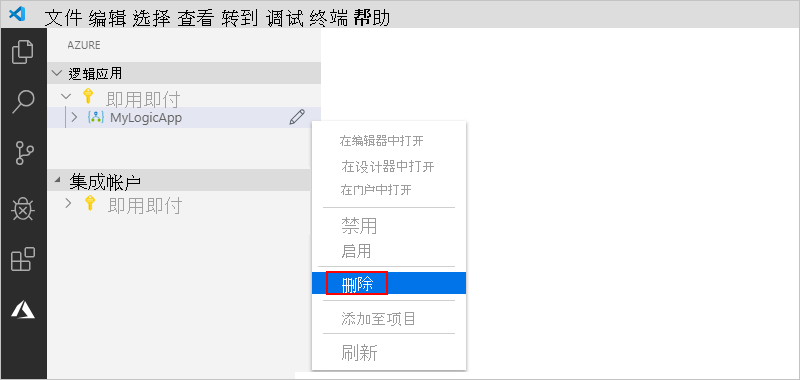 文件 编辑 选择 查看 转到 调试 终端 帮助
AZURE
逻辑应用
即用即付
MyLogicApp
在编辑器中打开
在设计器中打开
在门户中打开
集成帐户
即用即付
禁用
启用
删除
添加至项目
刷新